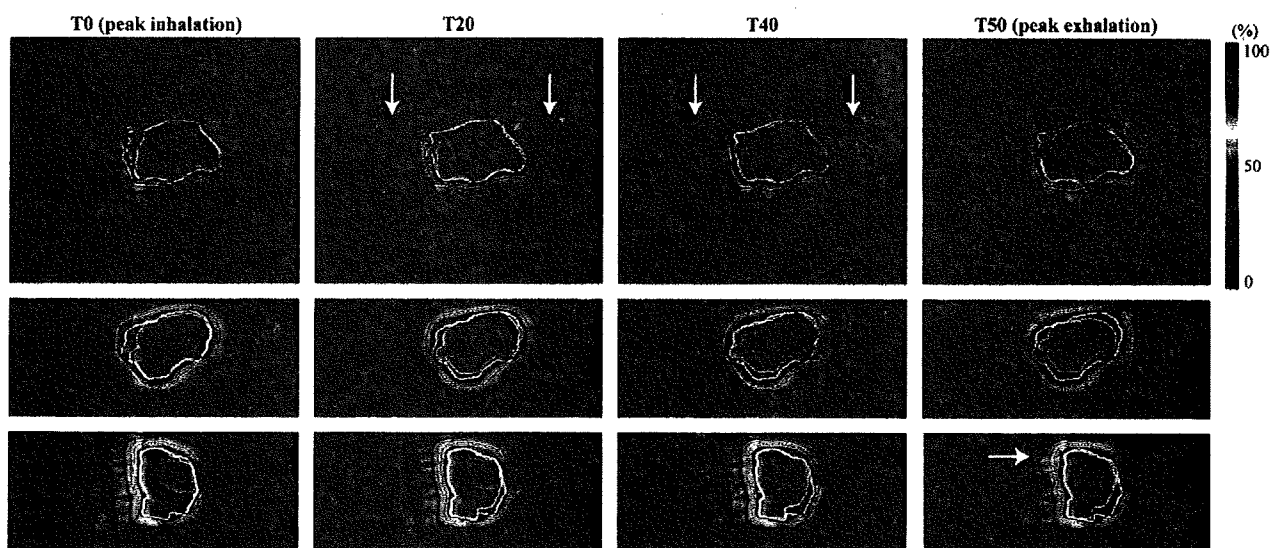 T0 (peak inhalation)
T20
T40
T50 (peak exhalation)
(%)
100
50
0